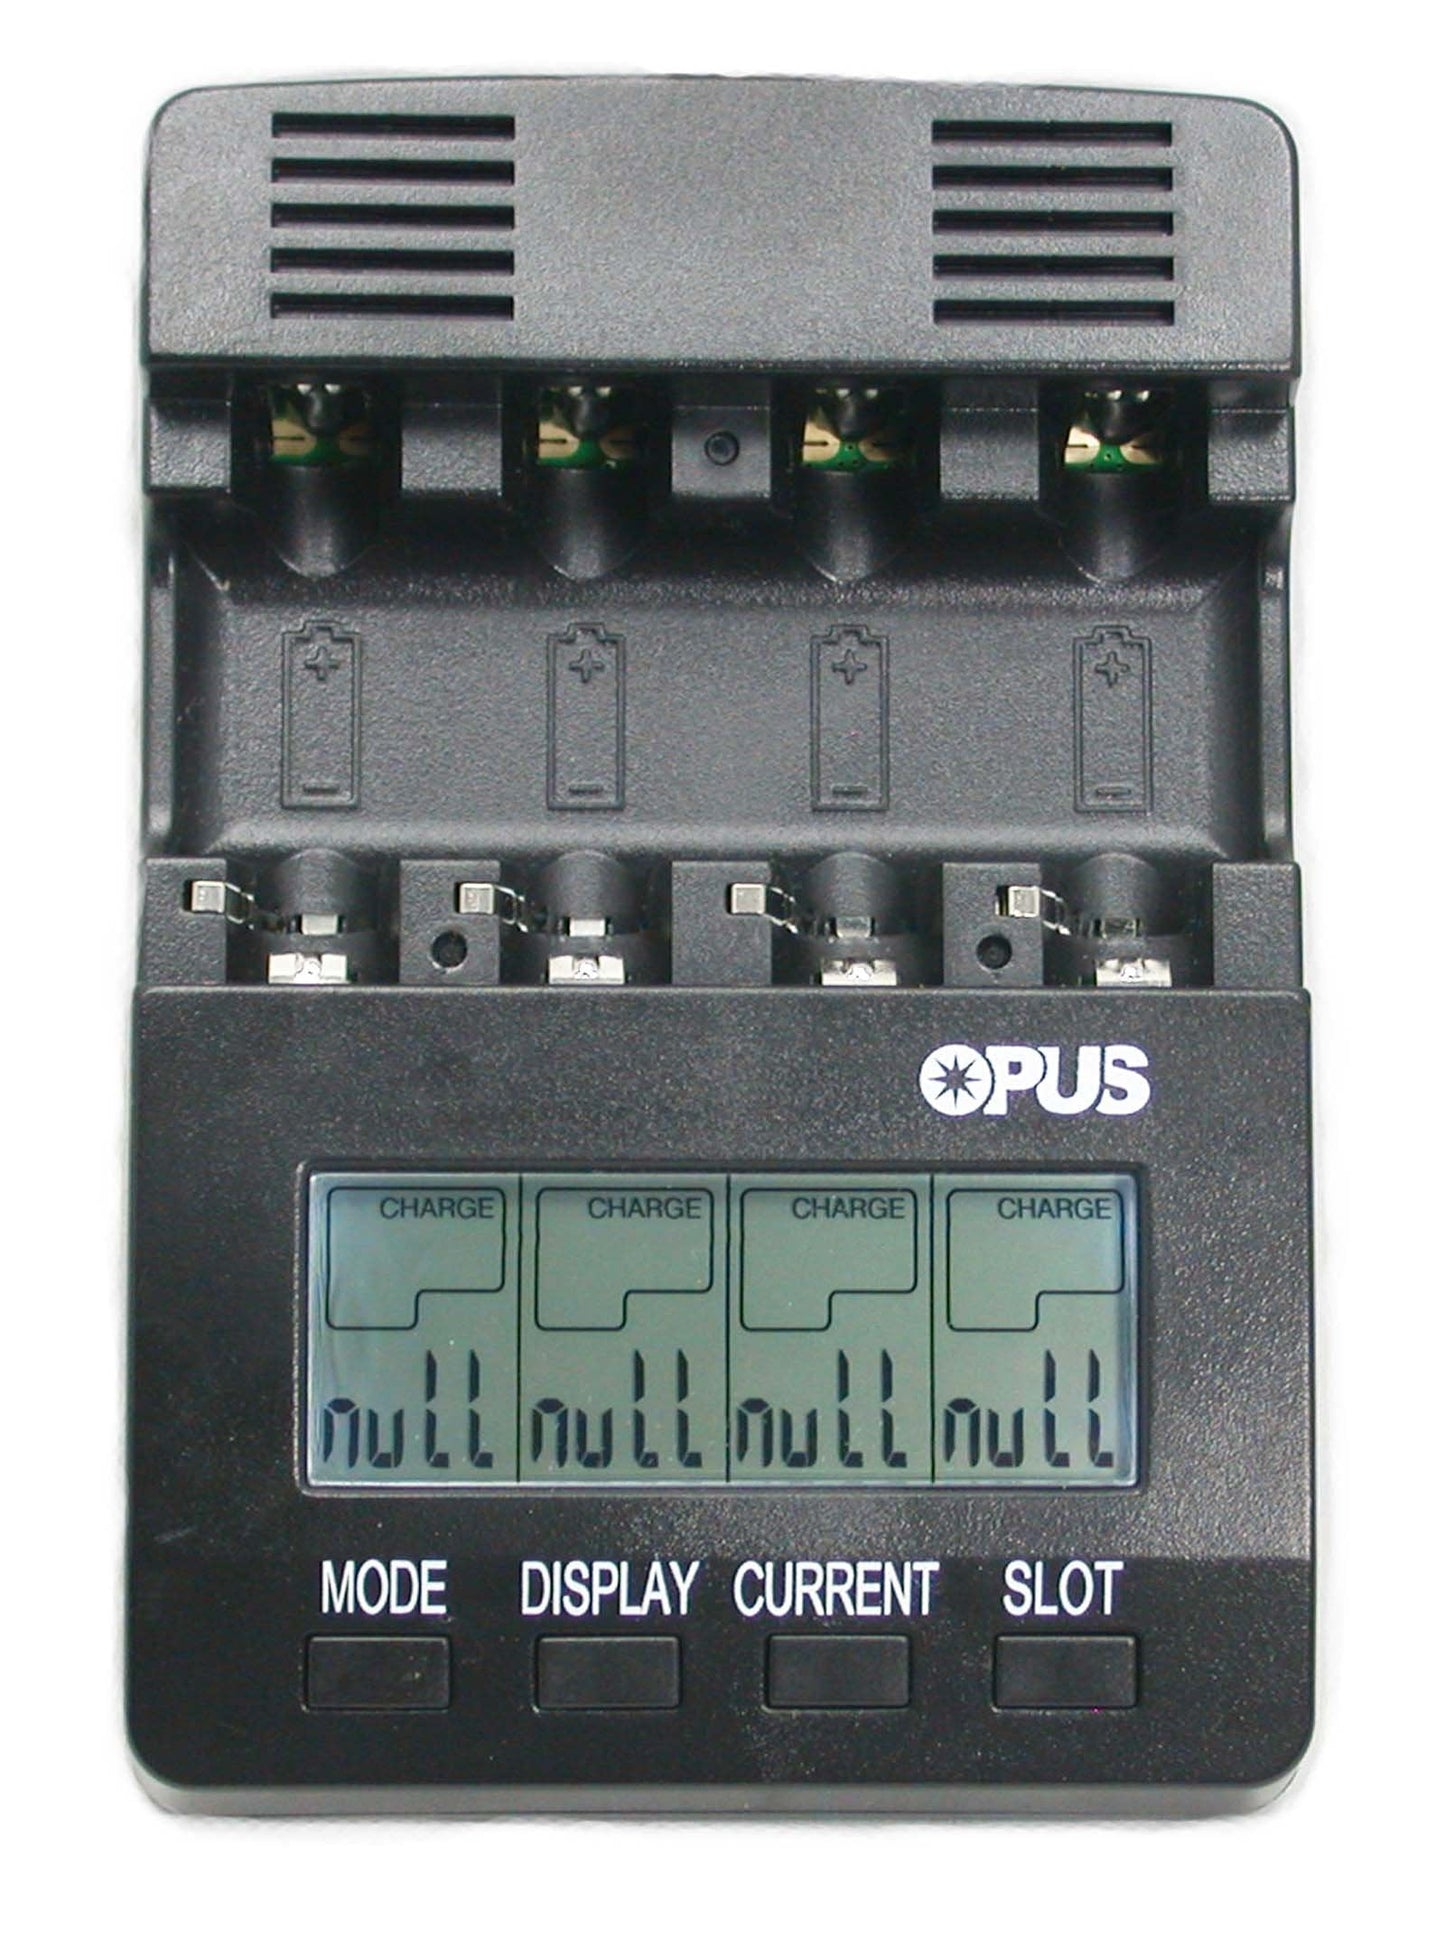 OPUS
CHARGE CHARGE CHARGE CHARGE
null null null null
MODE DISPLAY CURRENT SLOT